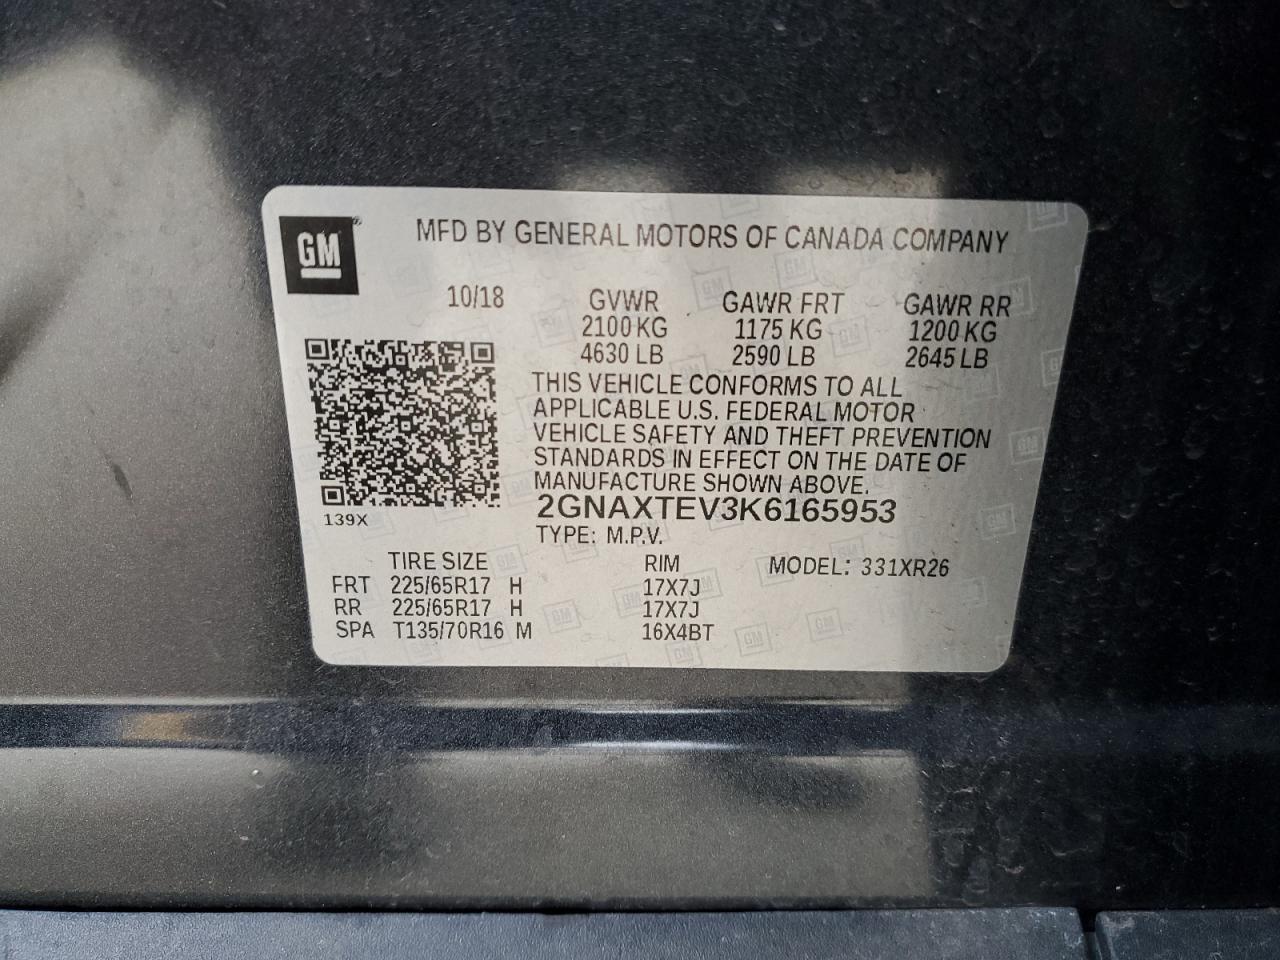 GM
MFD BY GENERAL MOTORS OF CANADA COMPANY
10/18 GVWR GAWR FRT GAWR RR
2100 KG 1175 KG 1200 KG
4630 LB 2590 LB 2645 LB
THIS VEHICLE CONFORMS TO ALL
APPLICABLE U.S. FEDERAL MOTOR
VEHICLE SAFETY AND THEFT PREVENTION
STANDARDS IN EFFECT ON THE DATE OF
MANUFACTURE SHOWN ABOVE.
2GNAXTEV3K6165953
139X
TYPE: M.P.V.
TIRE SIZE RIM MODEL: 331XR26
FRT 225/65R17 H 17X7J
RR 225/65R17 H 17X7J
SPA T135/70R16 M 16X4BT